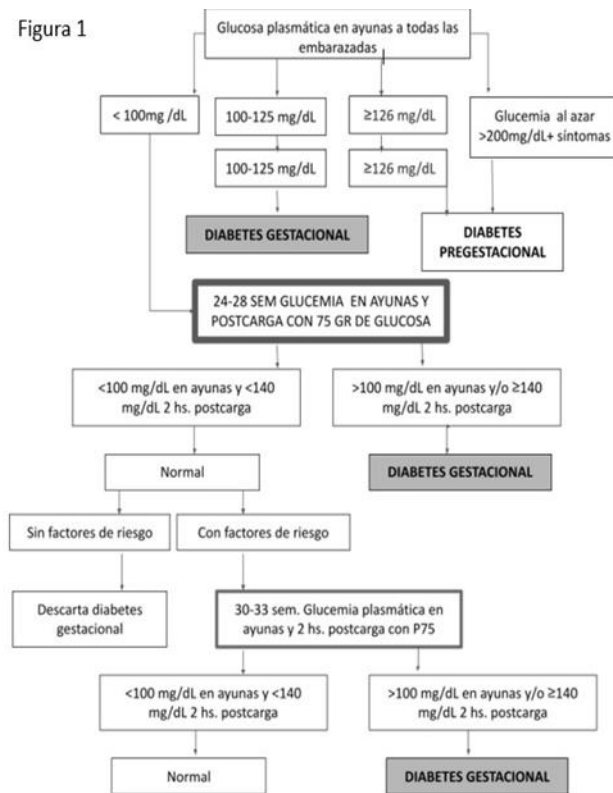 Figura 1
Glucosa plasmática en ayunas a todas las
embarazadas
< 100mg /dL
100-125 mg/dL
≥126 mg/dL
Glucemia al azar
>200mg/dL+ síntomas
100-125 mg/dL
≥126 mg/dL
DIABETES GESTACIONAL
DIABETES
PREGESTACIONAL
24-28 SEM GLUCEMIA EN AYUNAS Y
POSTCARGA CON 75 GR DE GLUCOSA
<100 mg/dL en ayunas y <140
mg/dL 2 hs. postcarga
>100 mg/dL en ayunas y/o ≥140
mg/dL 2 hs. postcarga
Normal
DIABETES GESTACIONAL
Sin factores de riesgo
Con factores de riesgo
Descarta diabetes
gestacional
30-33 sem. Glucemia plasmática en
ayunas y 2 hs. postcarga con P75
<100 mg/dL en ayunas y <140
mg/dL 2 hs. postcarga
>100 mg/dL en ayunas y/o ≥140
mg/dL 2 hs. postcarga
Normal
DIABETES GESTACIONAL